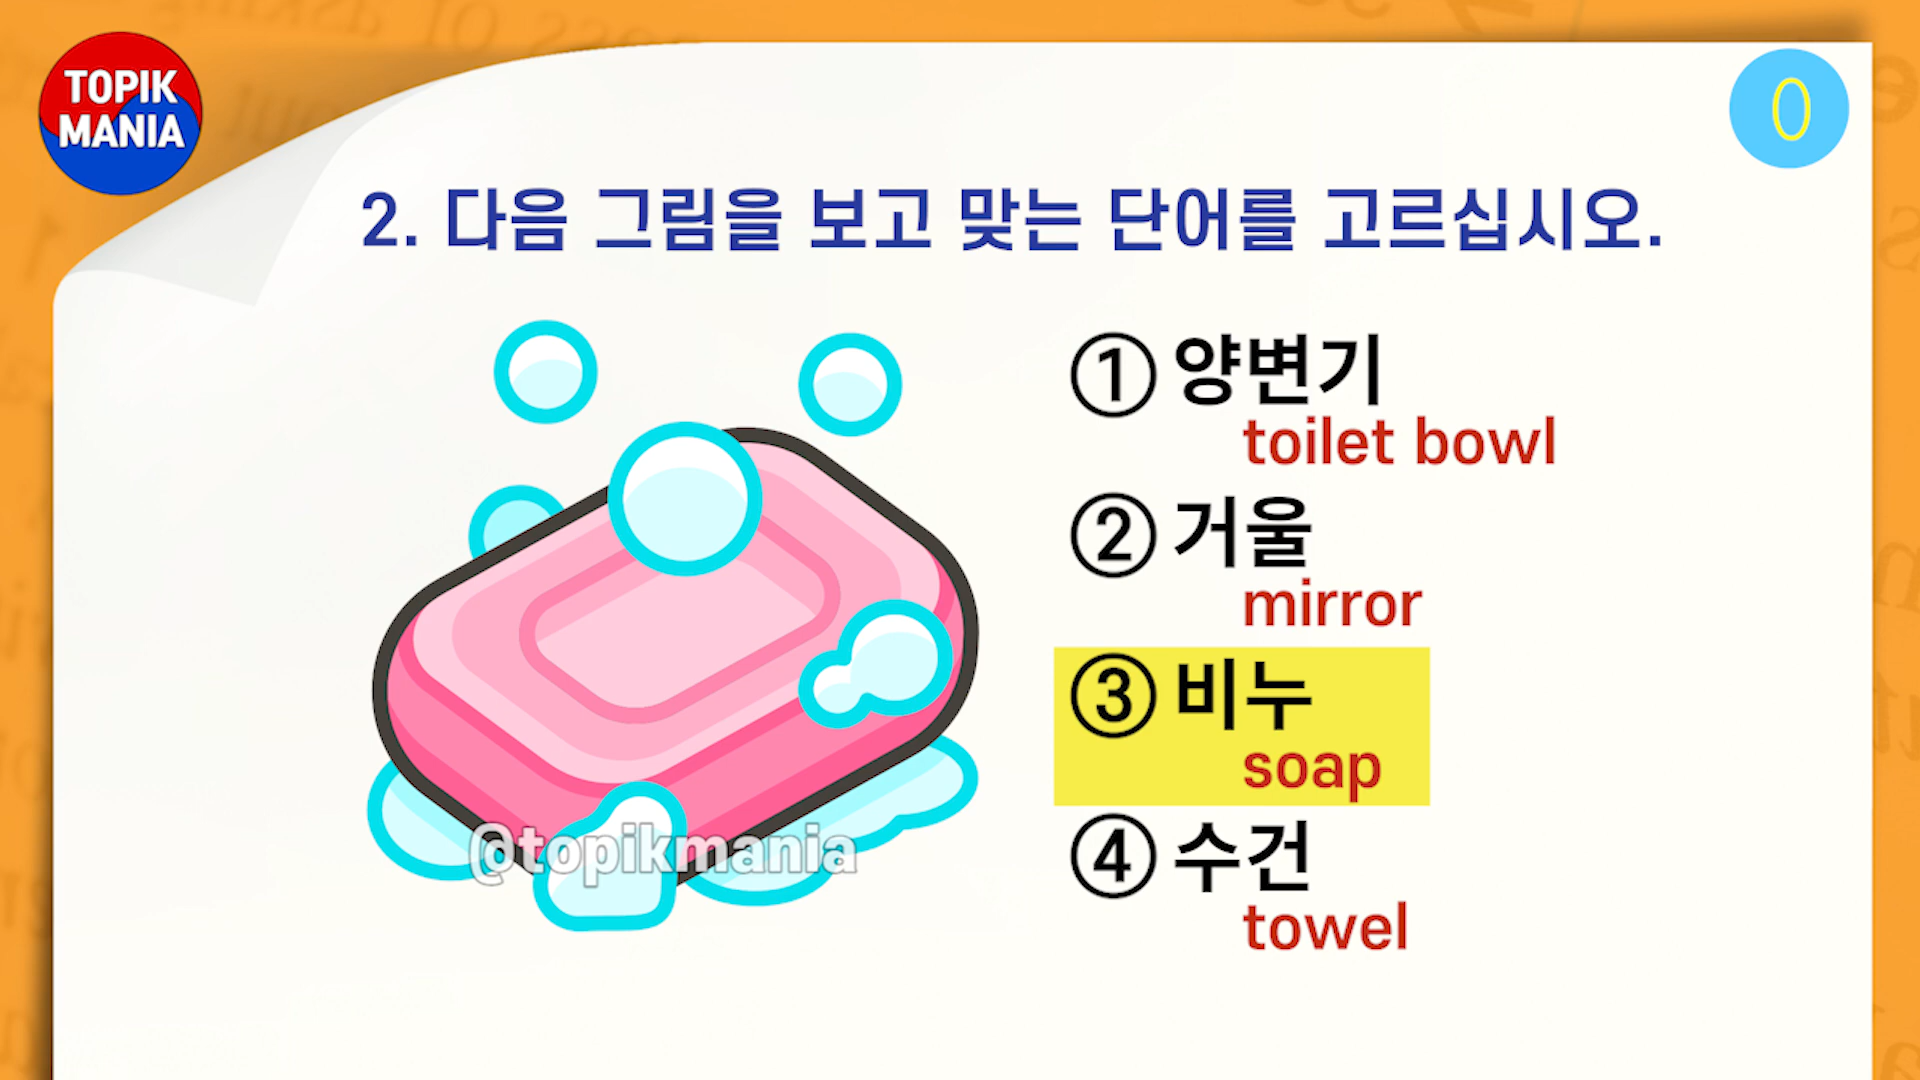 TOPIK
MANIA
0
2. 다음 그림을 보고 맞는 단어를 고르십시오.
① 양변기
toilet bowl
② 거울
mirror
③ 비누
soap
④ 수건
towel
@topikmania